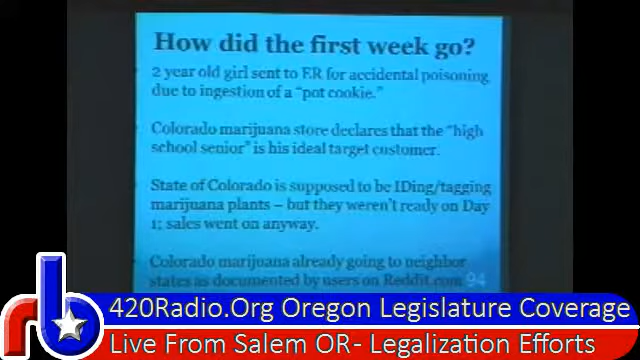 How did the first week go?
2 year old girl sent to ER for accidental poisoning
due to ingestion of a "pot cookie."
Colorado marijuana store declares that the "high
school senior" is his ideal target customer.
State of Colorado is supposed to be IDing/tagging
marijuana plants – but they weren't ready on Day
1; sales went on anyway.
Colorado marijuana already going to neighbor
states as documented by users on Reddit.com
94
420Radio.Org Oregon Legislature Coverage
Live From Salem OR- Legalization Efforts